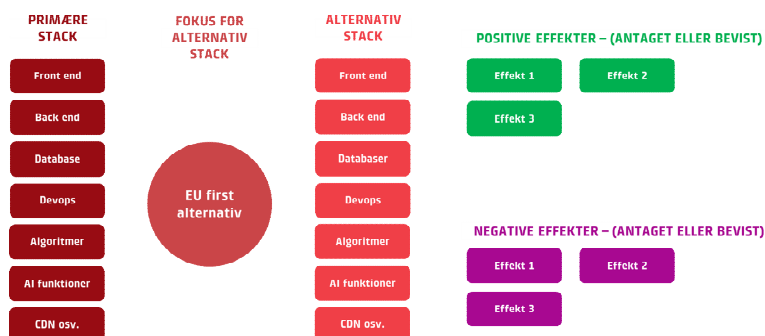 PRIMÆRE
STACK
Front end
Back end
Database
Devops
Algoritmer
AI funktioner
CDN osv.
FOKUS FOR
ALTERNATIV
STACK
EU first
alternativ
ALTERNATIV
STACK
Front end
Back end
Databaser
Devops
Algoritmer
AI funktioner
CDN osv.
POSITIVE EFFEKTER – (ANTAGET ELLER BEVIST)
Effekt 1
Effekt 2
Effekt 3
NEGATIVE EFFEKTER – (ANTAGET ELLER BEVIST)
Effekt 1
Effekt 2
Effekt 3